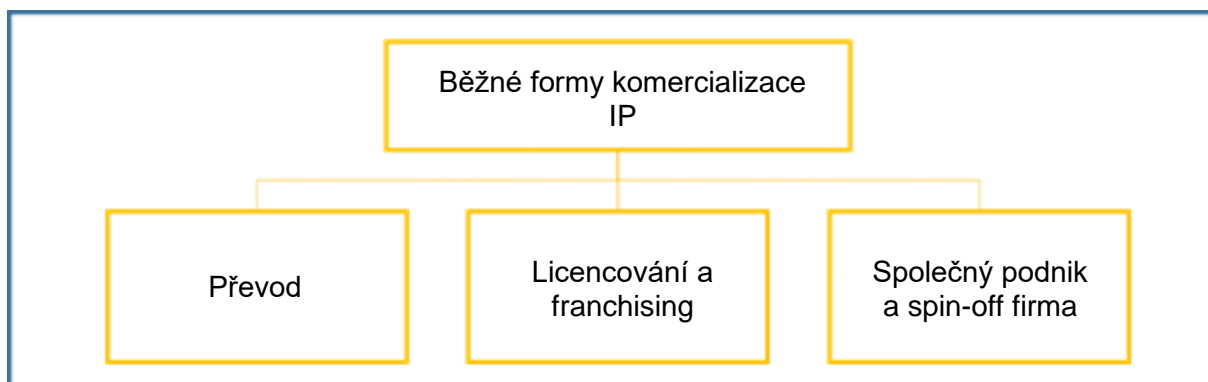 Běžné formy komercializace
IP
Převod
Licencování a
franchising
Společný podnik
a spin-off firma